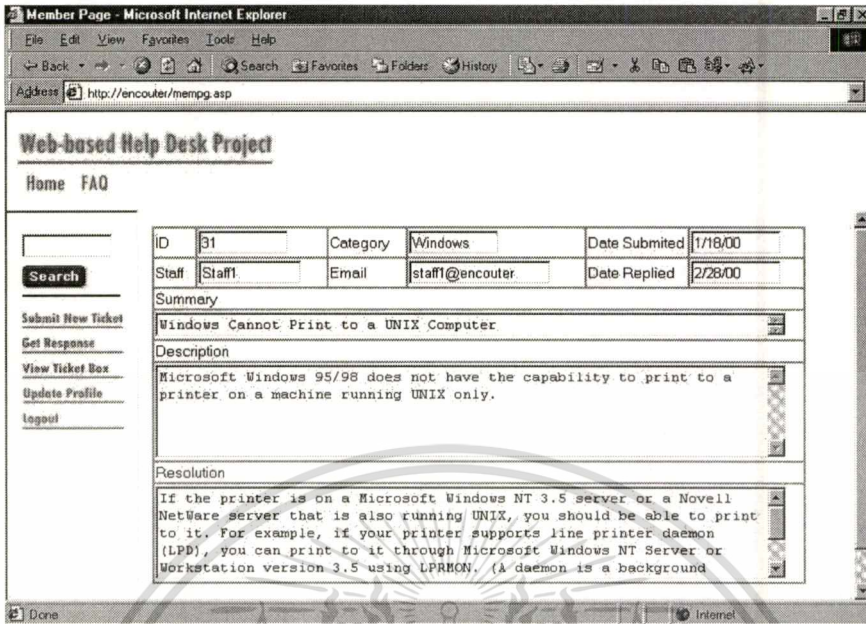 Member Page - Microsoft Internet Explorer
File Edit View Favorites Tools Help
Back Search Favorites Folders History
Address http://encouter/mempg.asp
Web-based Help Desk Project
Home FAQ
Search
Submit New Ticket
Get Response
View Ticket Box
Update Profile
Logout
ID 31 Category Windows Date Submited 1/18/00
Staff Staff1 Email staff1@encouter Date Replied 2/28/00
Summary
Windows Cannot Print to a UNIX Computer
Description
Microsoft Windows 95/98 does not have the capability to print to a
printer on a machine running UNIX only.
Resolution
If the printer is on a Microsoft Windows NT 3.5 server or a Novell
NetWare server that is also running UNIX, you should be able to print
to it. For example, if your printer supports line printer daemon
(LPD), you can print to it through Microsoft Windows NT Server or
Workstation version 3.5 using LPRMON. (A daemon is a background
Done Internet